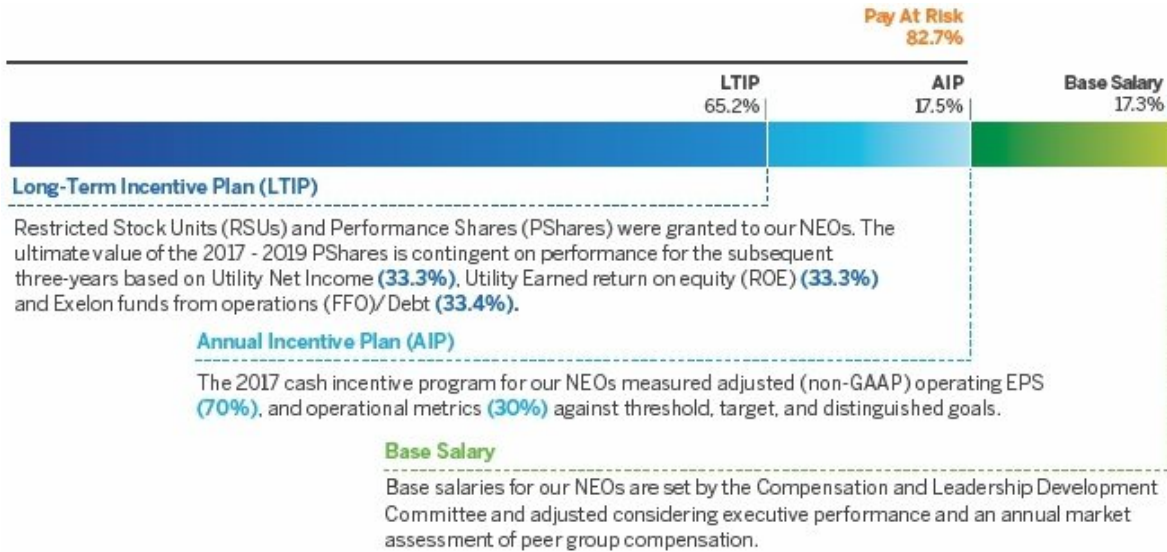 Pay At Risk
82.7%
LTIP
65.2%
AIP
17.5%
Base Salary
17.3%
Long-Term Incentive Plan (LTIP)
Restricted Stock Units (RSUs) and Performance Shares (PShares) were granted to our NEOs. The
ultimate value of the 2017 - 2019 PShares is contingent on performance for the subsequent
three-years based on Utility Net Income (33.3%), Utility Earned return on equity (ROE) (33.3%)
and Exelon funds from operations (FFO)/Debt (33.4%).
Annual Incentive Plan (AIP)
The 2017 cash incentive program for our NEOs measured adjusted (non-GAAP) operating EPS
(70%), and operational metrics (30%) against threshold, target, and distinguished goals.
Base Salary
Base salaries for our NEOs are set by the Compensation and Leadership Development
Committee and adjusted considering executive performance and an annual market
assessment of peer group compensation.